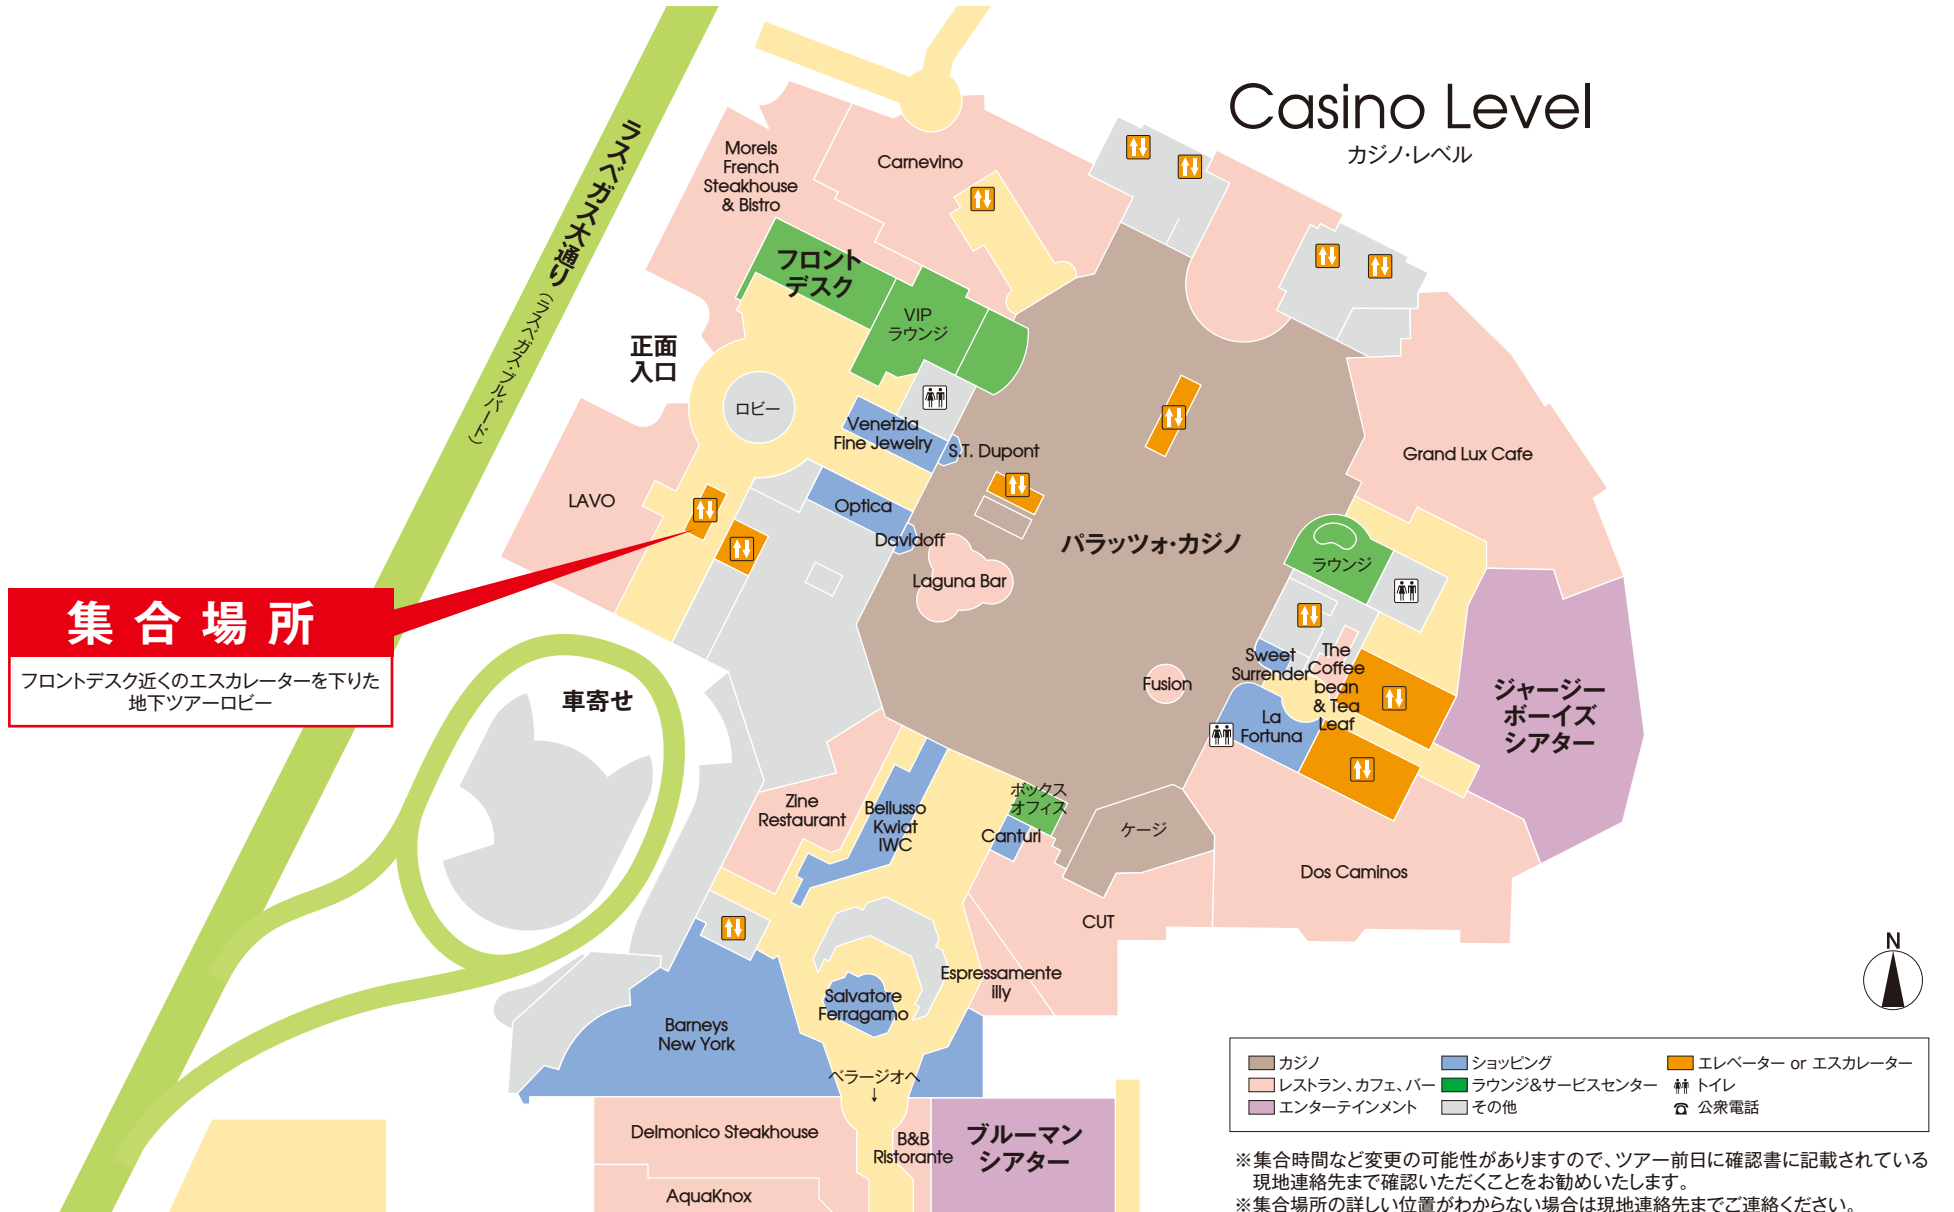 Casino Level
カジノ・レベル
ラスベガス大通り
（ラスベガス・ブルバード）
Morels
French
Steakhouse
& Bistro
Carnevino
フロント
デスク
VIP
ラウンジ
正面
入口
ロビー
Venetzia
Fine Jewelry
S.T. Dupont
Grand Lux Cafe
LAVO
Optica
Davidoff
パラッツォ・カジノ
ラウンジ
Laguna Bar
集合場所
フロントデスク近くのエスカレーターを下りた
地下ツアーロビー
車寄せ
Fusion
Sweet
Surrender
The
Coffee
bean
& Tea
Leaf
La
Fortuna
ジャージー
ボーイズ
シアター
Zine
Restaurant
Bellusso
Kwiat
IWC
ボックス
オフィス
Canturi
ケージ
Dos Caminos
CUT
Espressamente
illy
Salvatore
Ferragamo
Barneys
New York
ベラージオへ
↓
Delmonico Steakhouse
B&B
Ristorante
ブルーマン
シアター
AquaKnox
N
カジノ
ショッピング
エレベーター or エスカレーター
レストラン、カフェ、バー
ラウンジ&サービスセンター
トイレ
エンターテインメント
その他
公衆電話
※集合時間など変更の可能性がありますので、ツアー前日に確認書に記載されている
現地連絡先まで確認いただくことをお勧めいたします。
※集合場所の詳しい位置がわからない場合は現地連絡先までご連絡ください。